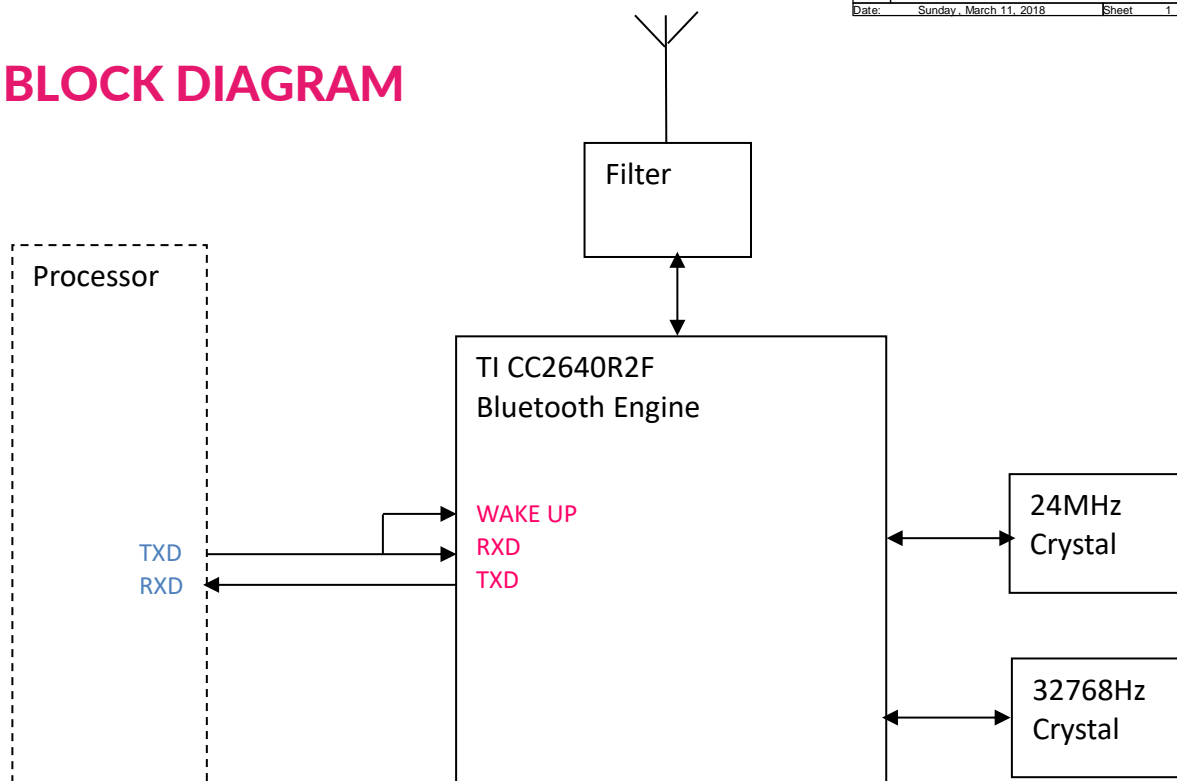 Date: Sunday, March 11, 2018 Sheet 1
BLOCK DIAGRAM
Filter
Processor
TI CC2640R2F
Bluetooth Engine
WAKE UP
TXD RXD
RXD TXD
24MHz
Crystal
32768Hz
Crystal